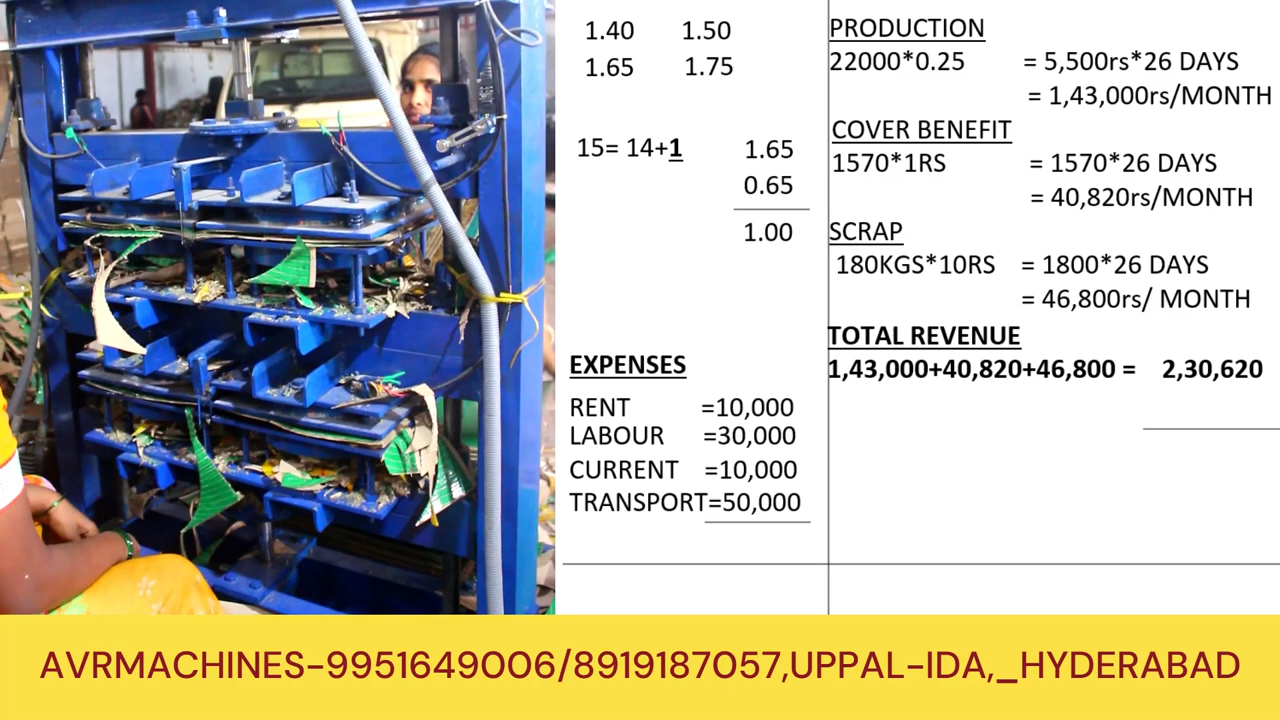 1.40 1.50
1.65 1.75
15= 14+1 1.65
0.65
1.00
EXPENSES
RENT =10,000
LABOUR =30,000
CURRENT =10,000
TRANSPORT=50,000
PRODUCTION
22000*0.25 = 5,500rs*26 DAYS
= 1,43,000rs/MONTH
COVER BENEFIT
1570*1RS = 1570*26 DAYS
= 40,820rs/MONTH
SCRAP
180KGS*10RS = 1800*26 DAYS
= 46,800rs/ MONTH
TOTAL REVENUE
1,43,000+40,820+46,800 = 2,30,620
AVRMACHINES-9951649006/8919187057,UPPAL-IDA,_HYDERABAD